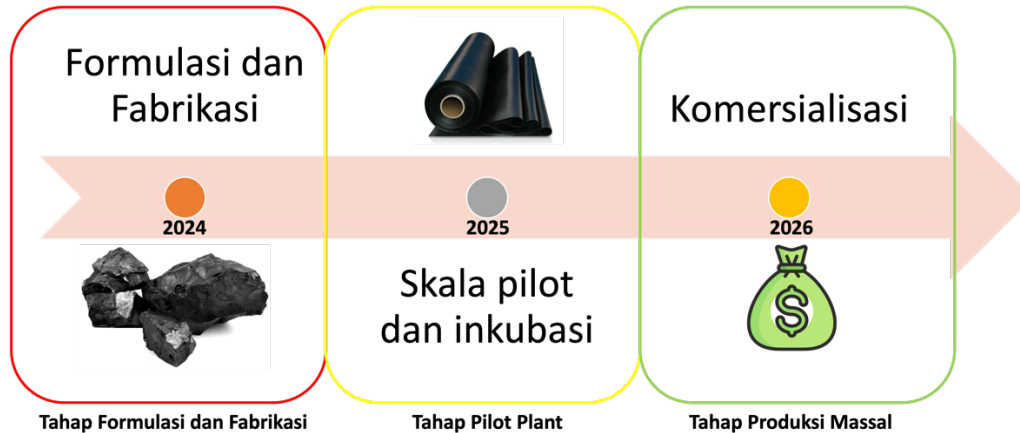 Formulasi dan
Fabrikasi
2024
Tahap Formulasi dan Fabrikasi
2025
Skala pilot
dan inkubasi
Tahap Pilot Plant
Komersialisasi
2026
$
Tahap Produksi Massal